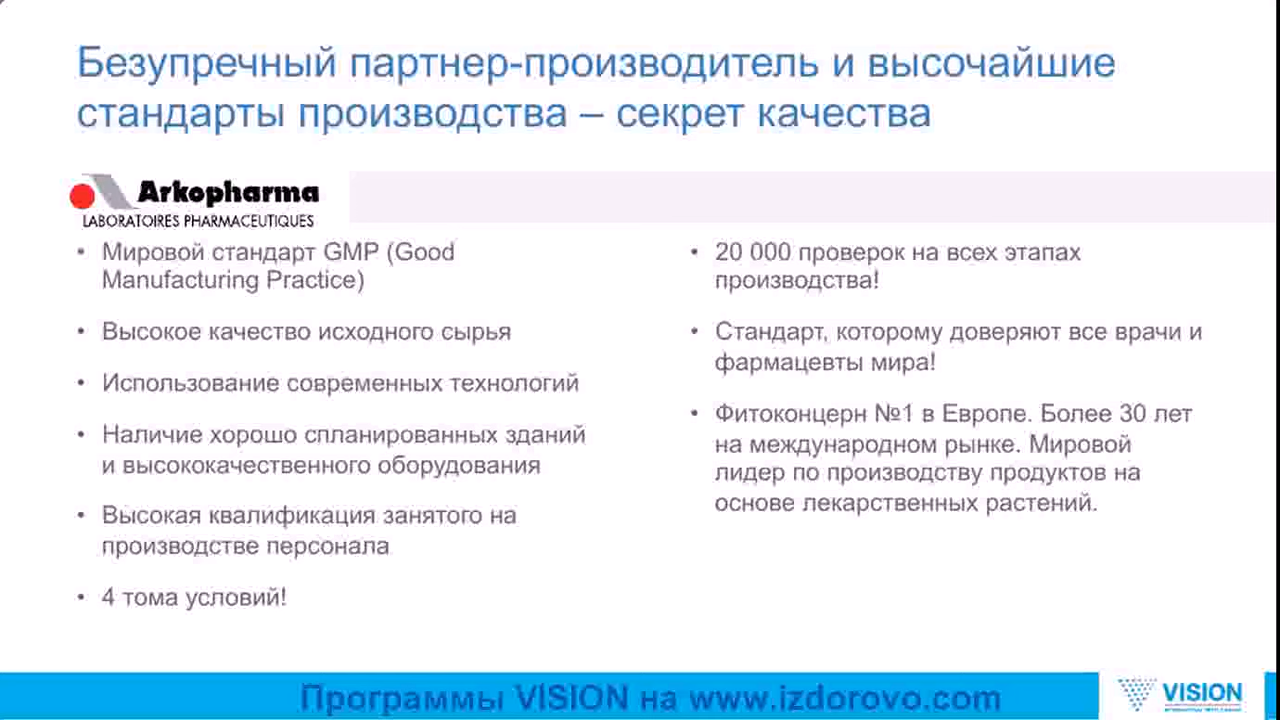 Безупречный партнер-производитель и высочайшие
стандарты производства – секрет качества
Arkopharma
LABORATOIRES PHARMACEUTIQUES
• Мировой стандарт GMP (Good
Manufacturing Practice)
• Высокое качество исходного сырья
• Использование современных технологий
• Наличие хорошо спланированных зданий
и высококачественного оборудования
• Высокая квалификация занятого на
производстве персонала
• 4 тома условий!
• 20 000 проверок на всех этапах
производства!
• Стандарт, которому доверяют все врачи и
фармацевты мира!
• Фитоконцерн №1 в Европе. Более 30 лет
на международном рынке. Мировой
лидер по производству продуктов на
основе лекарственных растений.
Программы VISION на www.izdorovo.com
VISION